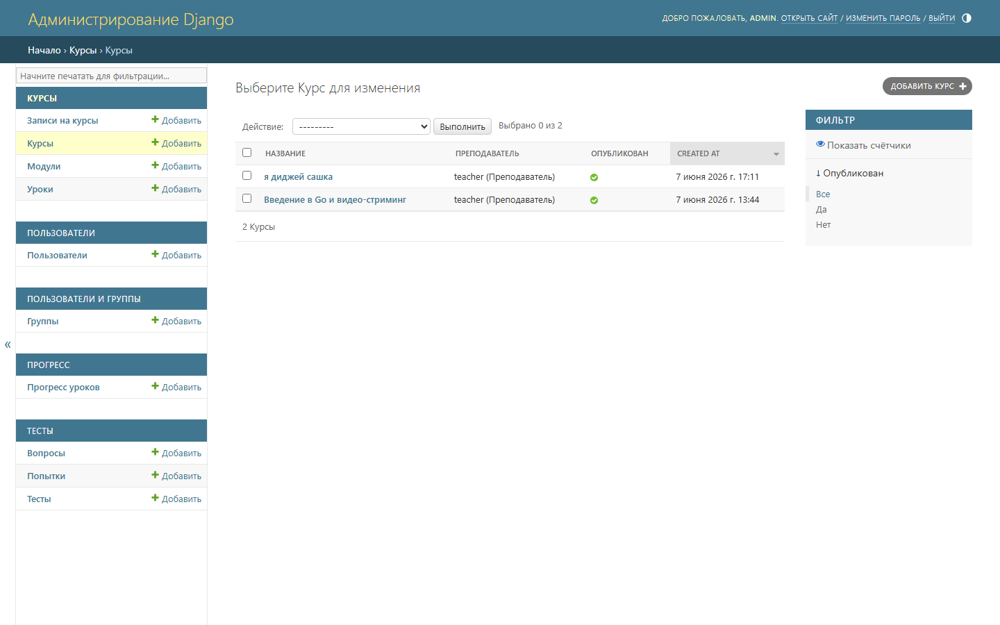 Администрирование Django
ДОБРО ПОЖАЛОВАТЬ, ADMIN. ОТКРЫТЬ САЙТ / ИЗМЕНИТЬ ПАРОЛЬ / ВЫЙТИ
Начало › Курсы › Курсы
Начните печатать для фильтрации...
КУРСЫ
Записи на курсы Добавить
Курсы Добавить
Модули Добавить
Уроки Добавить
ПОЛЬЗОВАТЕЛИ
Пользователи Добавить
ПОЛЬЗОВАТЕЛИ И ГРУППЫ
Группы Добавить
ПРОГРЕСС
Прогресс уроков Добавить
ТЕСТЫ
Вопросы Добавить
Попытки Добавить
Тесты Добавить
«
Выберите Курс для изменения
ДОБАВИТЬ КУРС
Действие: --------- Выполнить Выбрано 0 из 2
НАЗВАНИЕ ПРЕПОДАВАТЕЛЬ ОПУБЛИКОВАН CREATED AT
я диджей сашка teacher (Преподаватель) 7 июня 2026 г. 17:11
Введение в Go и видео-стриминг teacher (Преподаватель) 7 июня 2026 г. 13:44
2 Курсы
ФИЛЬТР
Показать счётчики
↓ Опубликован
Все
Да
Нет